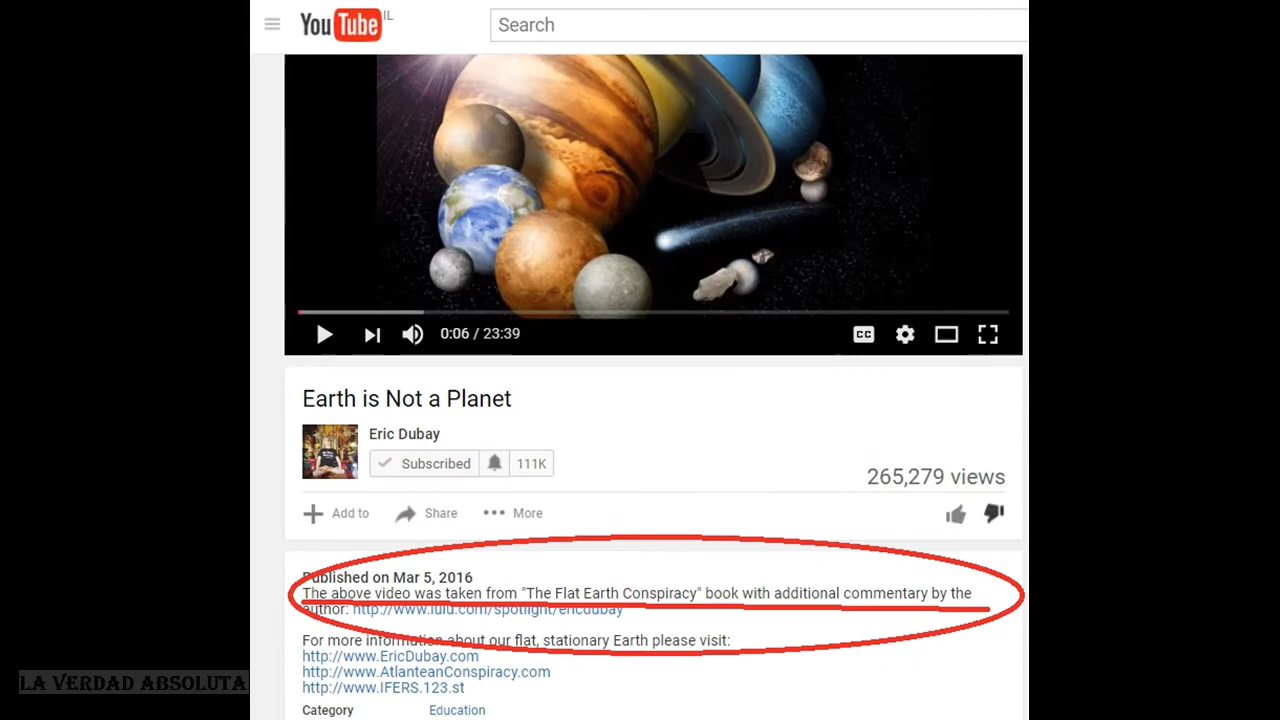 YouTube IL
Search
0:06 / 23:39
CC
Earth is Not a Planet
Eric Dubay
Subscribed 111K
265,279 views
Add to Share More
Published on Mar 5, 2016
The above video was taken from "The Flat Earth Conspiracy" book with additional commentary by the
author: http://www.lulu.com/spotlight/ericdubay
For more information about our flat, stationary Earth please visit:
http://www.EricDubay.com
http://www.AtlanteanConspiracy.com
http://www.IFERS.123.st
Category Education
LA VERDAD ABSOLUTA